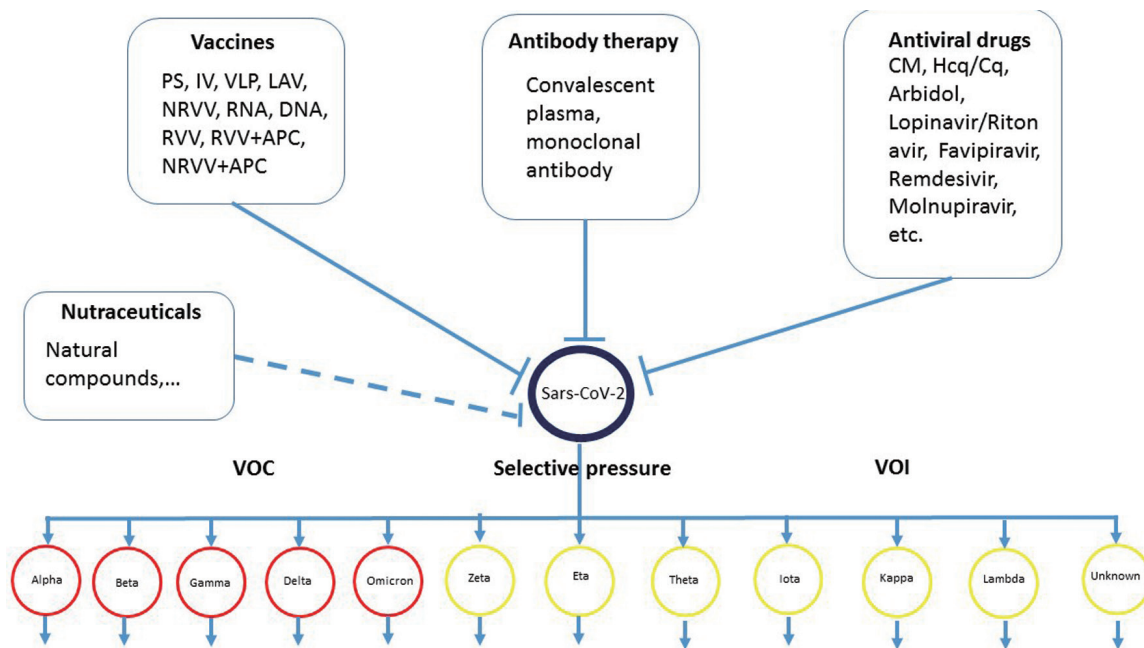 Vaccines
PS, IV, VLP, LAV,
NRVV, RNA, DNA,
RVV, RVV+APC,
NRVV+APC
Antibody therapy
Convalescent
plasma,
monoclonal
antibody
Antiviral drugs
CM, Hcq/Cq,
Arbidol,
Lopinavir/Riton
avir, Favipiravir,
Remdesivir,
Molnupiravir,
etc.
Nutraceuticals
Natural
compounds,...
Sars-CoV-2
VOC
Selective pressure
VOI
Alpha
Beta
Gamma
Delta
Omicron
Zeta
Eta
Theta
Iota
Kappa
Lambda
Unknown